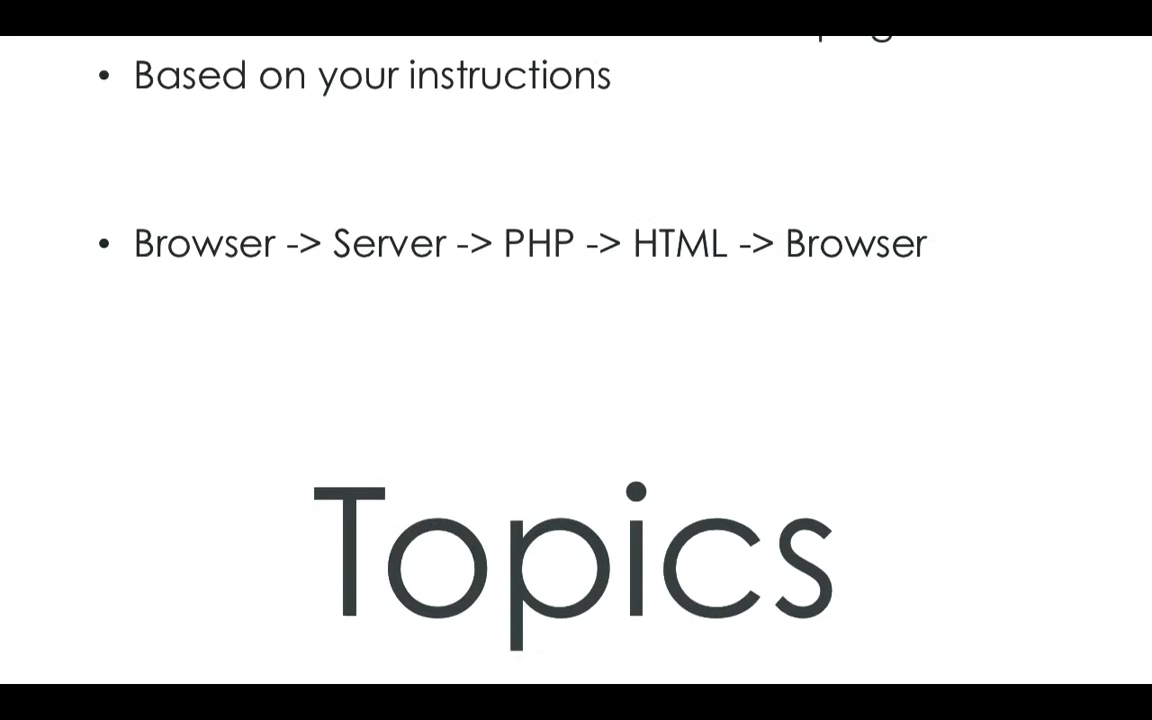 • Based on your instructions
• Browser -> Server -> PHP -> HTML -> Browser
Topics